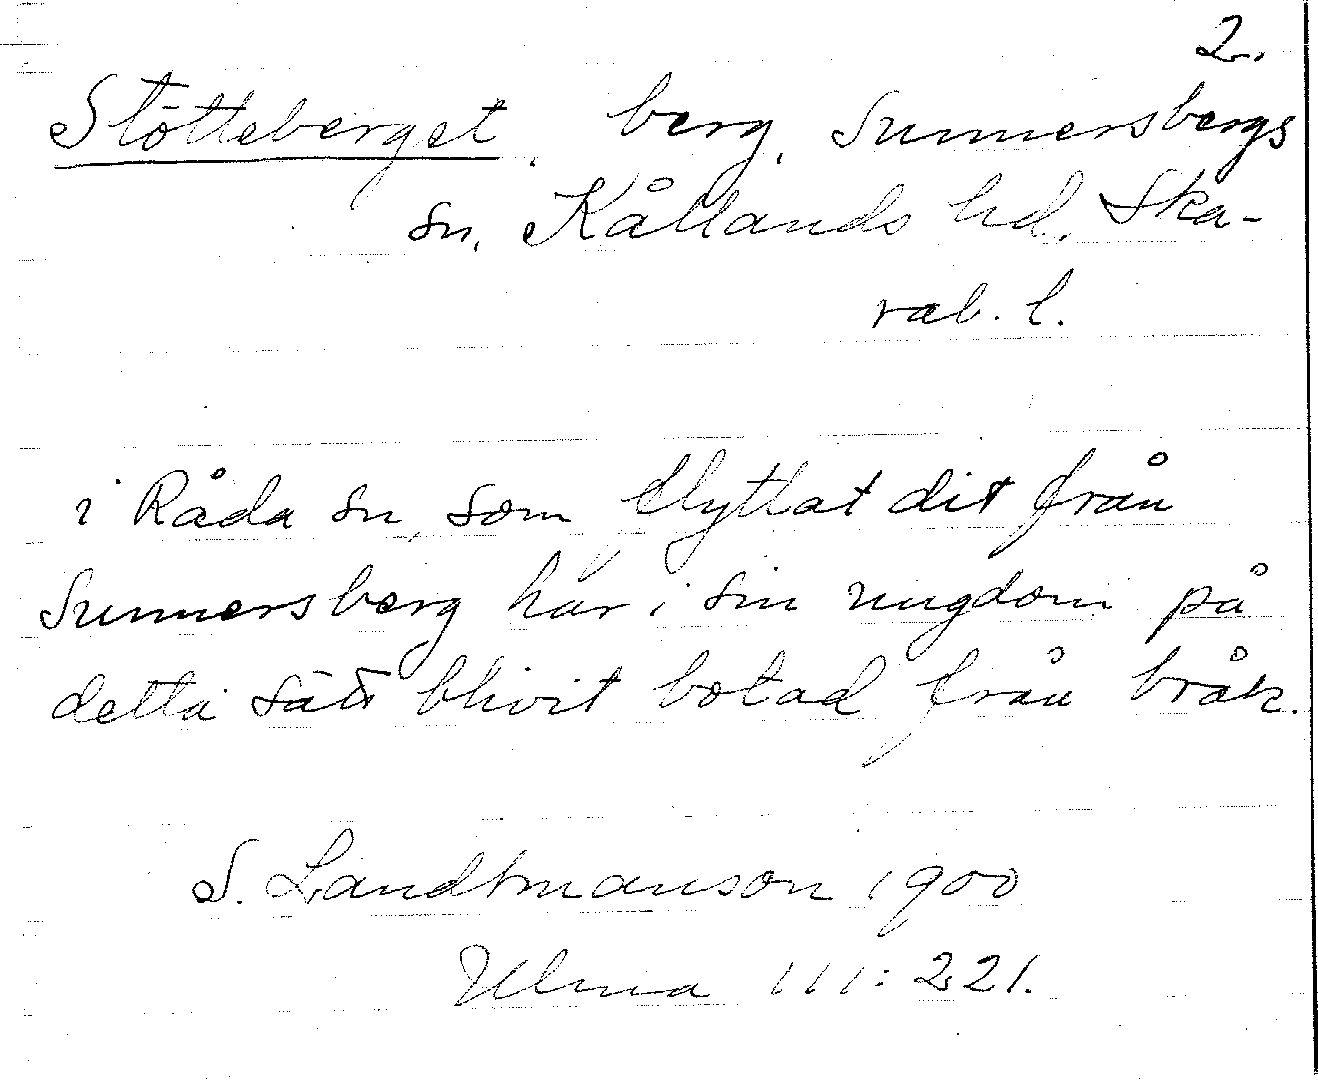 2.
Stötteberget, berg, Sunnersbergs
sn, Kållands hd, Ska-
rab. l.
i Råda sn, som flyttat dit från
Sunnersberg har i sin ungdom på
detta sätt blivit botad från bråk.
S. Landtmanson 1900
Ulma 111:221.